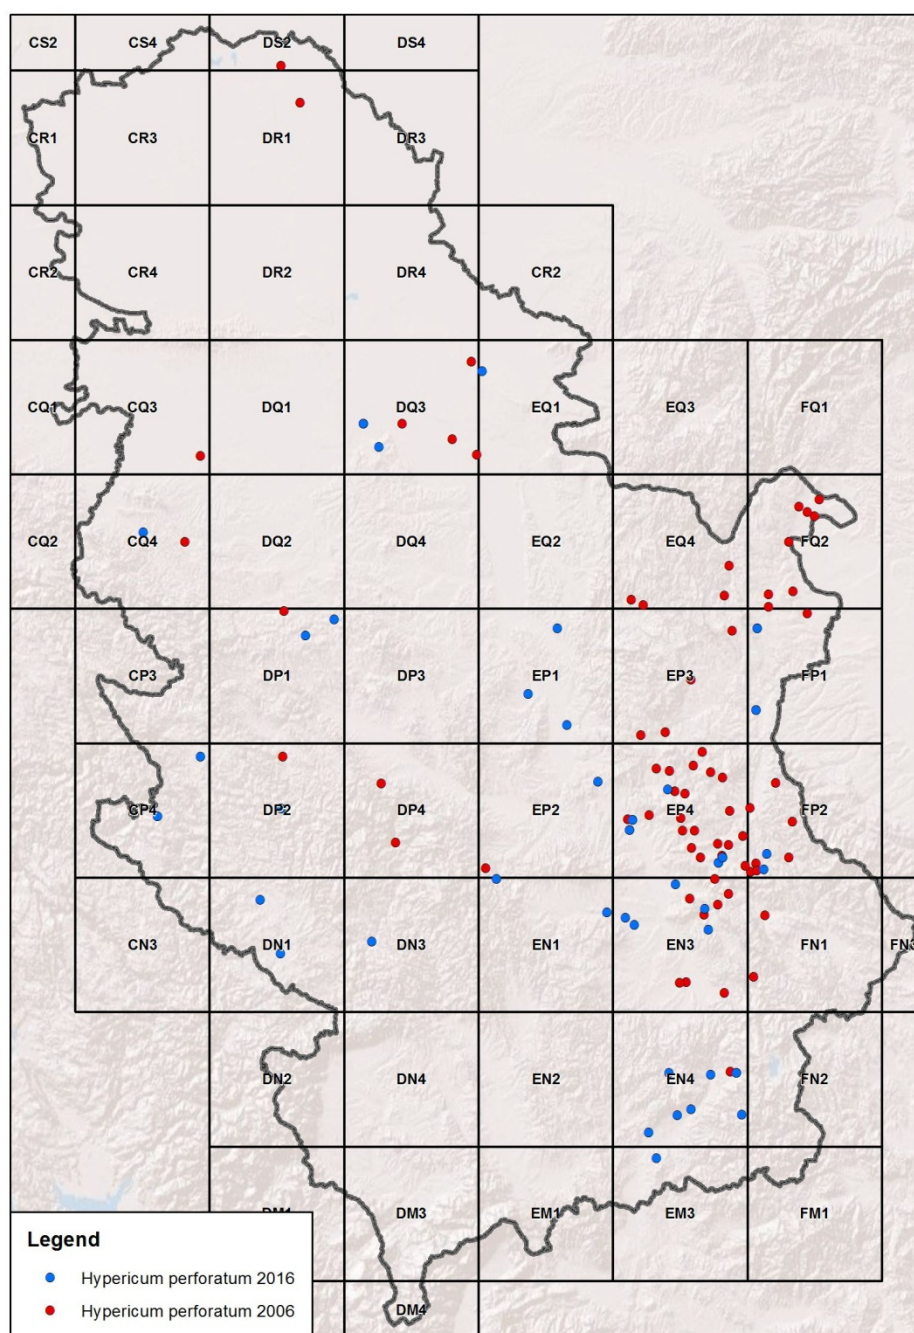 CS2 CS4 DS2 DS4
CR1 CR3 DR1 DR3
CR2 CR4 DR2 DR4 CR2
CQ1 CQ3 DQ1 DQ3 EQ1 EQ3 FQ1
CQ2 CQ4 DQ2 DQ4 EQ2 EQ4 FQ2
CP3 DP1 DP3 EP1 EP3 FP1
CP4 DP2 DP4 EP2 EP4 FP2
CN3 DN1 DN3 EN1 EN3 FN1 FN3
DN2 DN4 EN2 EN4 FN2
DM1 DM3 EM1 EM3 FM1
Legend
Hypericum perforatum 2016
Hypericum perforatum 2006
DM4